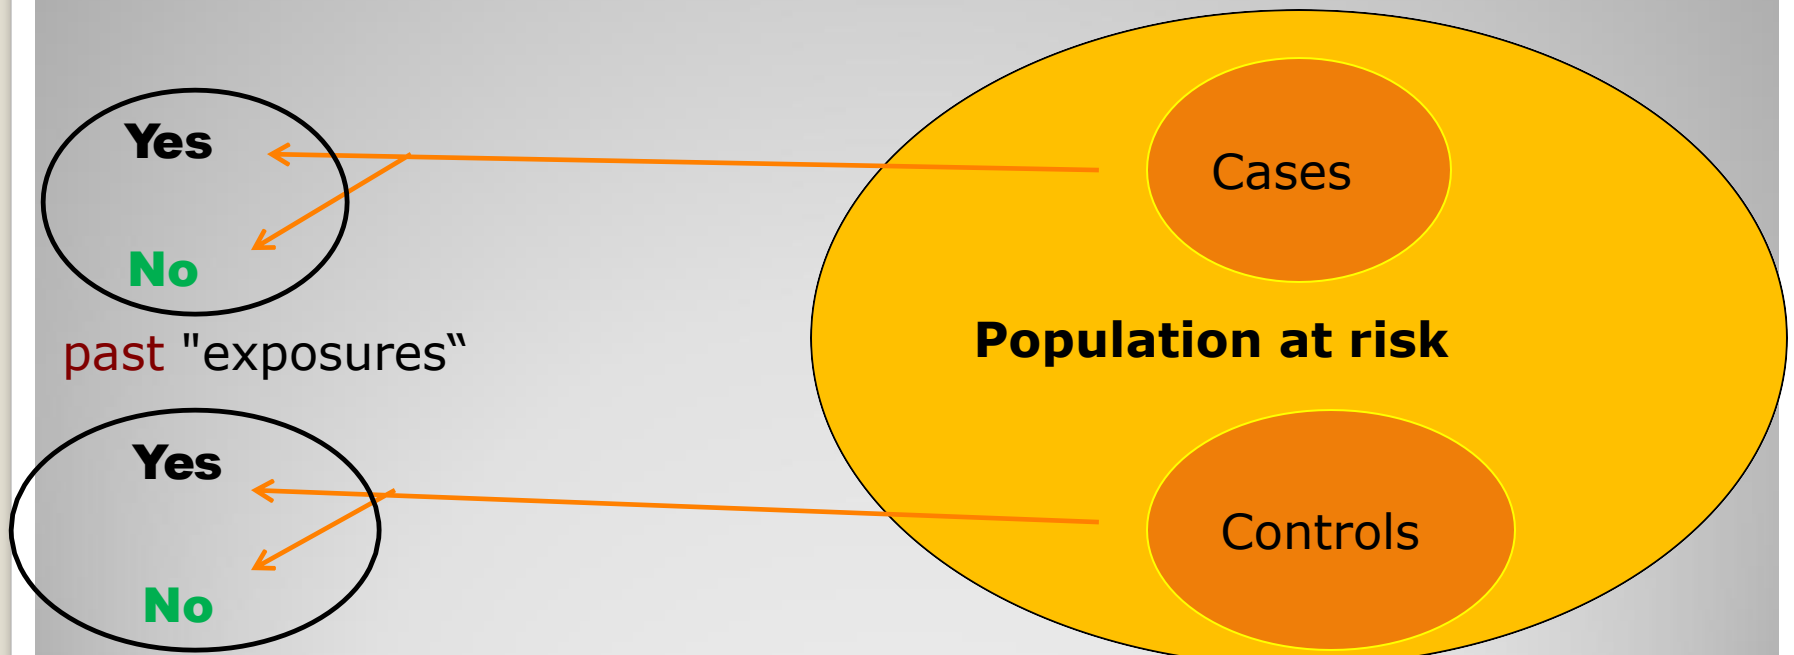 Yes
No
past "exposures“
Yes
No
Cases
Population at risk
Controls